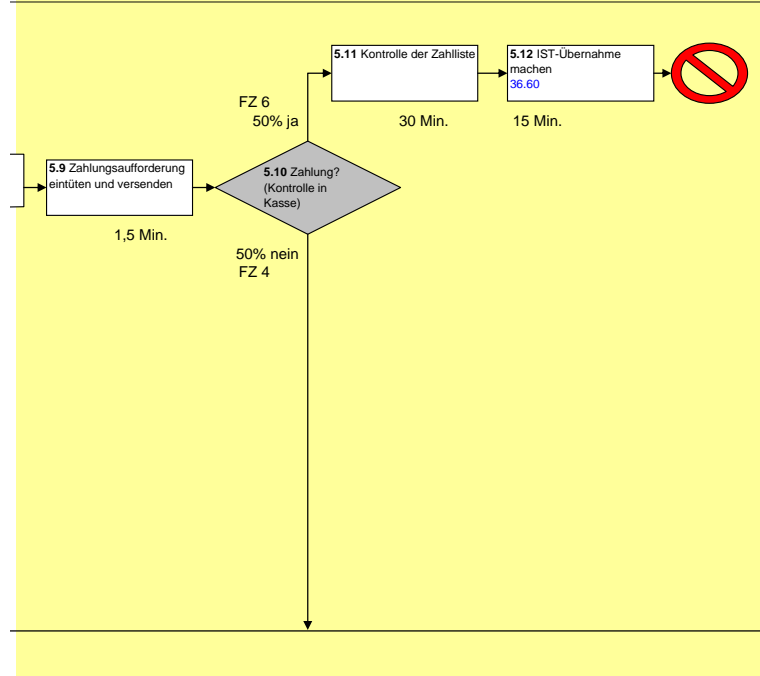 5.11 Kontrolle der Zahlliste
5.12 IST-Übernahme
machen
36.60
FZ 6
50% ja
30 Min.
15 Min.
5.9 Zahlungsaufforderung
eintüten und versenden
5.10 Zahlung?
(Kontrolle in
Kasse)
1,5 Min.
50% nein
FZ 4